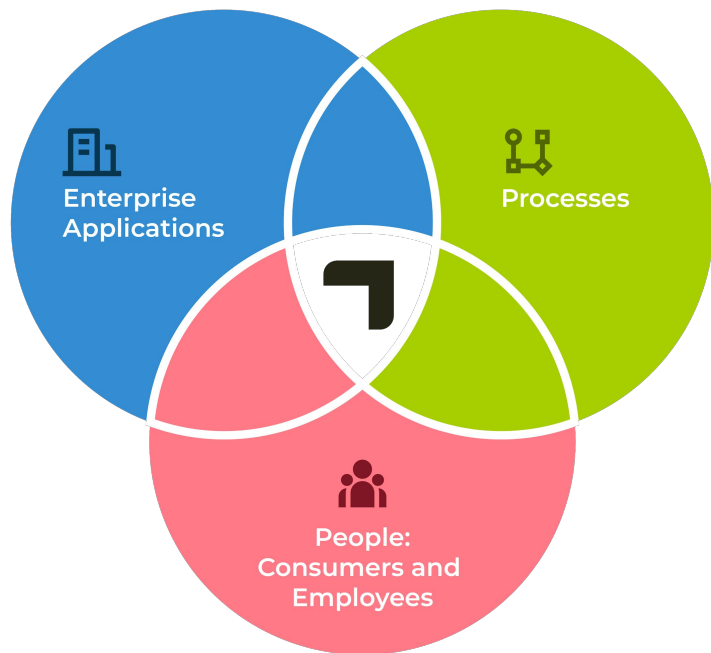 Enterprise
Applications
Processes
People:
Consumers and
Employees